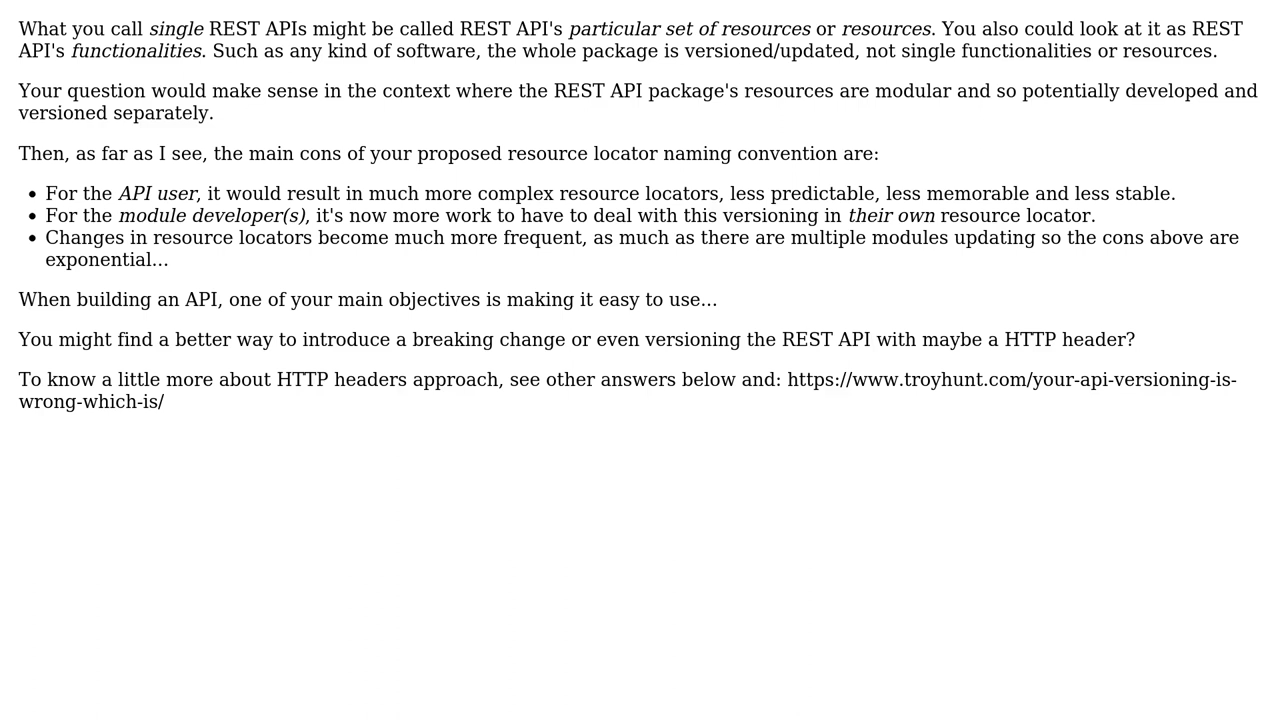 What you call single REST APIs might be called REST API's particular set of resources or resources. You also could look at it as REST
API's functionalities. Such as any kind of software, the whole package is versioned/updated, not single functionalities or resources.
Your question would make sense in the context where the REST API package's resources are modular and so potentially developed and
versioned separately.
Then, as far as I see, the main cons of your proposed resource locator naming convention are:
• For the API user, it would result in much more complex resource locators, less predictable, less memorable and less stable.
• For the module developer(s), it's now more work to have to deal with this versioning in their own resource locator.
• Changes in resource locators become much more frequent, as much as there are multiple modules updating so the cons above are
exponential...
When building an API, one of your main objectives is making it easy to use...
You might find a better way to introduce a breaking change or even versioning the REST API with maybe a HTTP header?
To know a little more about HTTP headers approach, see other answers below and: https://www.troyhunt.com/your-api-versioning-is-
wrong-which-is/